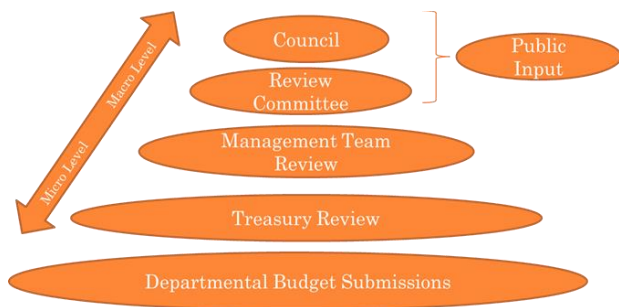 Council
Review
Committee
Public
Input
Macro Level
Micro Level
Management Team
Review
Treasury Review
Departmental Budget Submissions